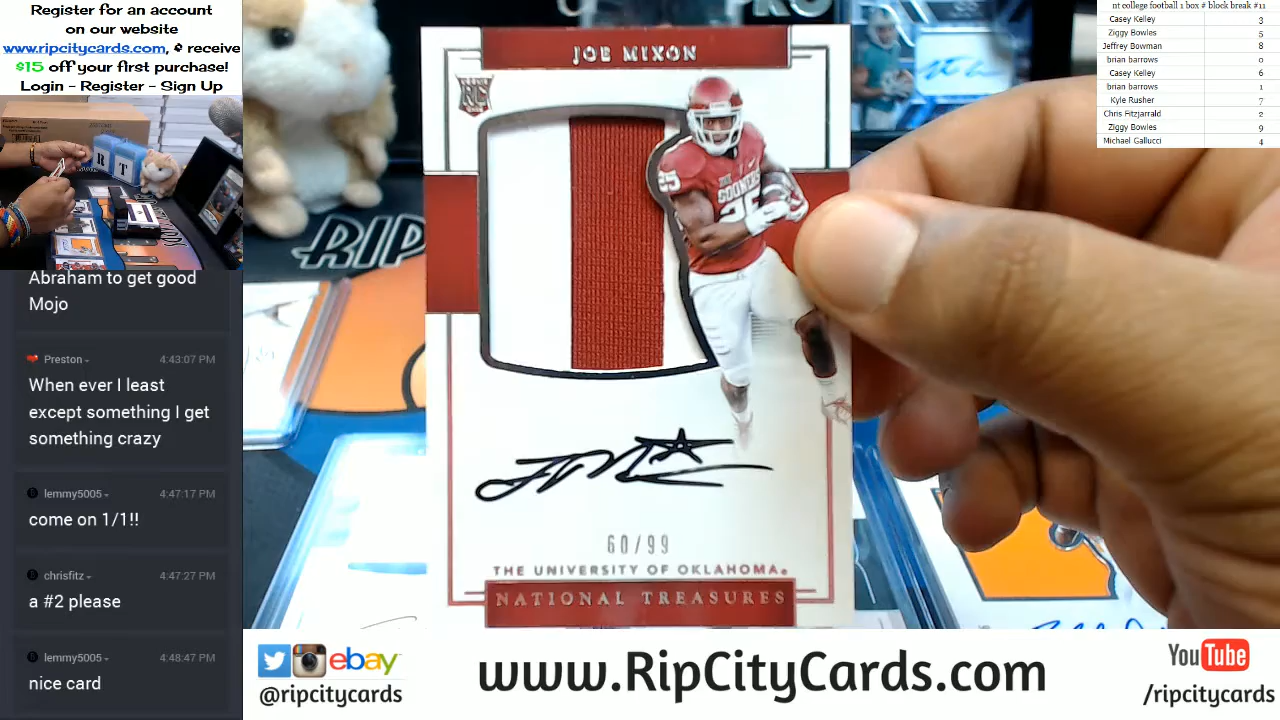 Register for an account
on our website
www.ripcitycards.com, & receive
$15 off your first purchase!
Login - Register - Sign Up
R T
Abraham to get good
Mojo
Preston
4:43:07 PM
When ever I least
except something I get
something crazy
lemmy5005
4:47:17 PM
come on 1/1!!
chrisfitz
4:47:27 PM
a #2 please
lemmy5005
4:48:47 PM
nice card
JOE MIXON
RC
SOONERS
25
RIP
60/99
THE UNIVERSITY OF OKLAHOMA®
NATIONAL TREASURES
nt college football 1 box # block break #11
Casey Kelley 3
Ziggy Bowles 5
Jeffrey Bowman 8
brian barrows 0
Casey Kelley 6
brian barrows 1
Kyle Rusher 7
Chris Fitzjarrald 2
Ziggy Bowles 9
Michael Gallucci 4
ebay
@ripcitycards
www.RipCityCards.com
YouTube
/ripcitycards